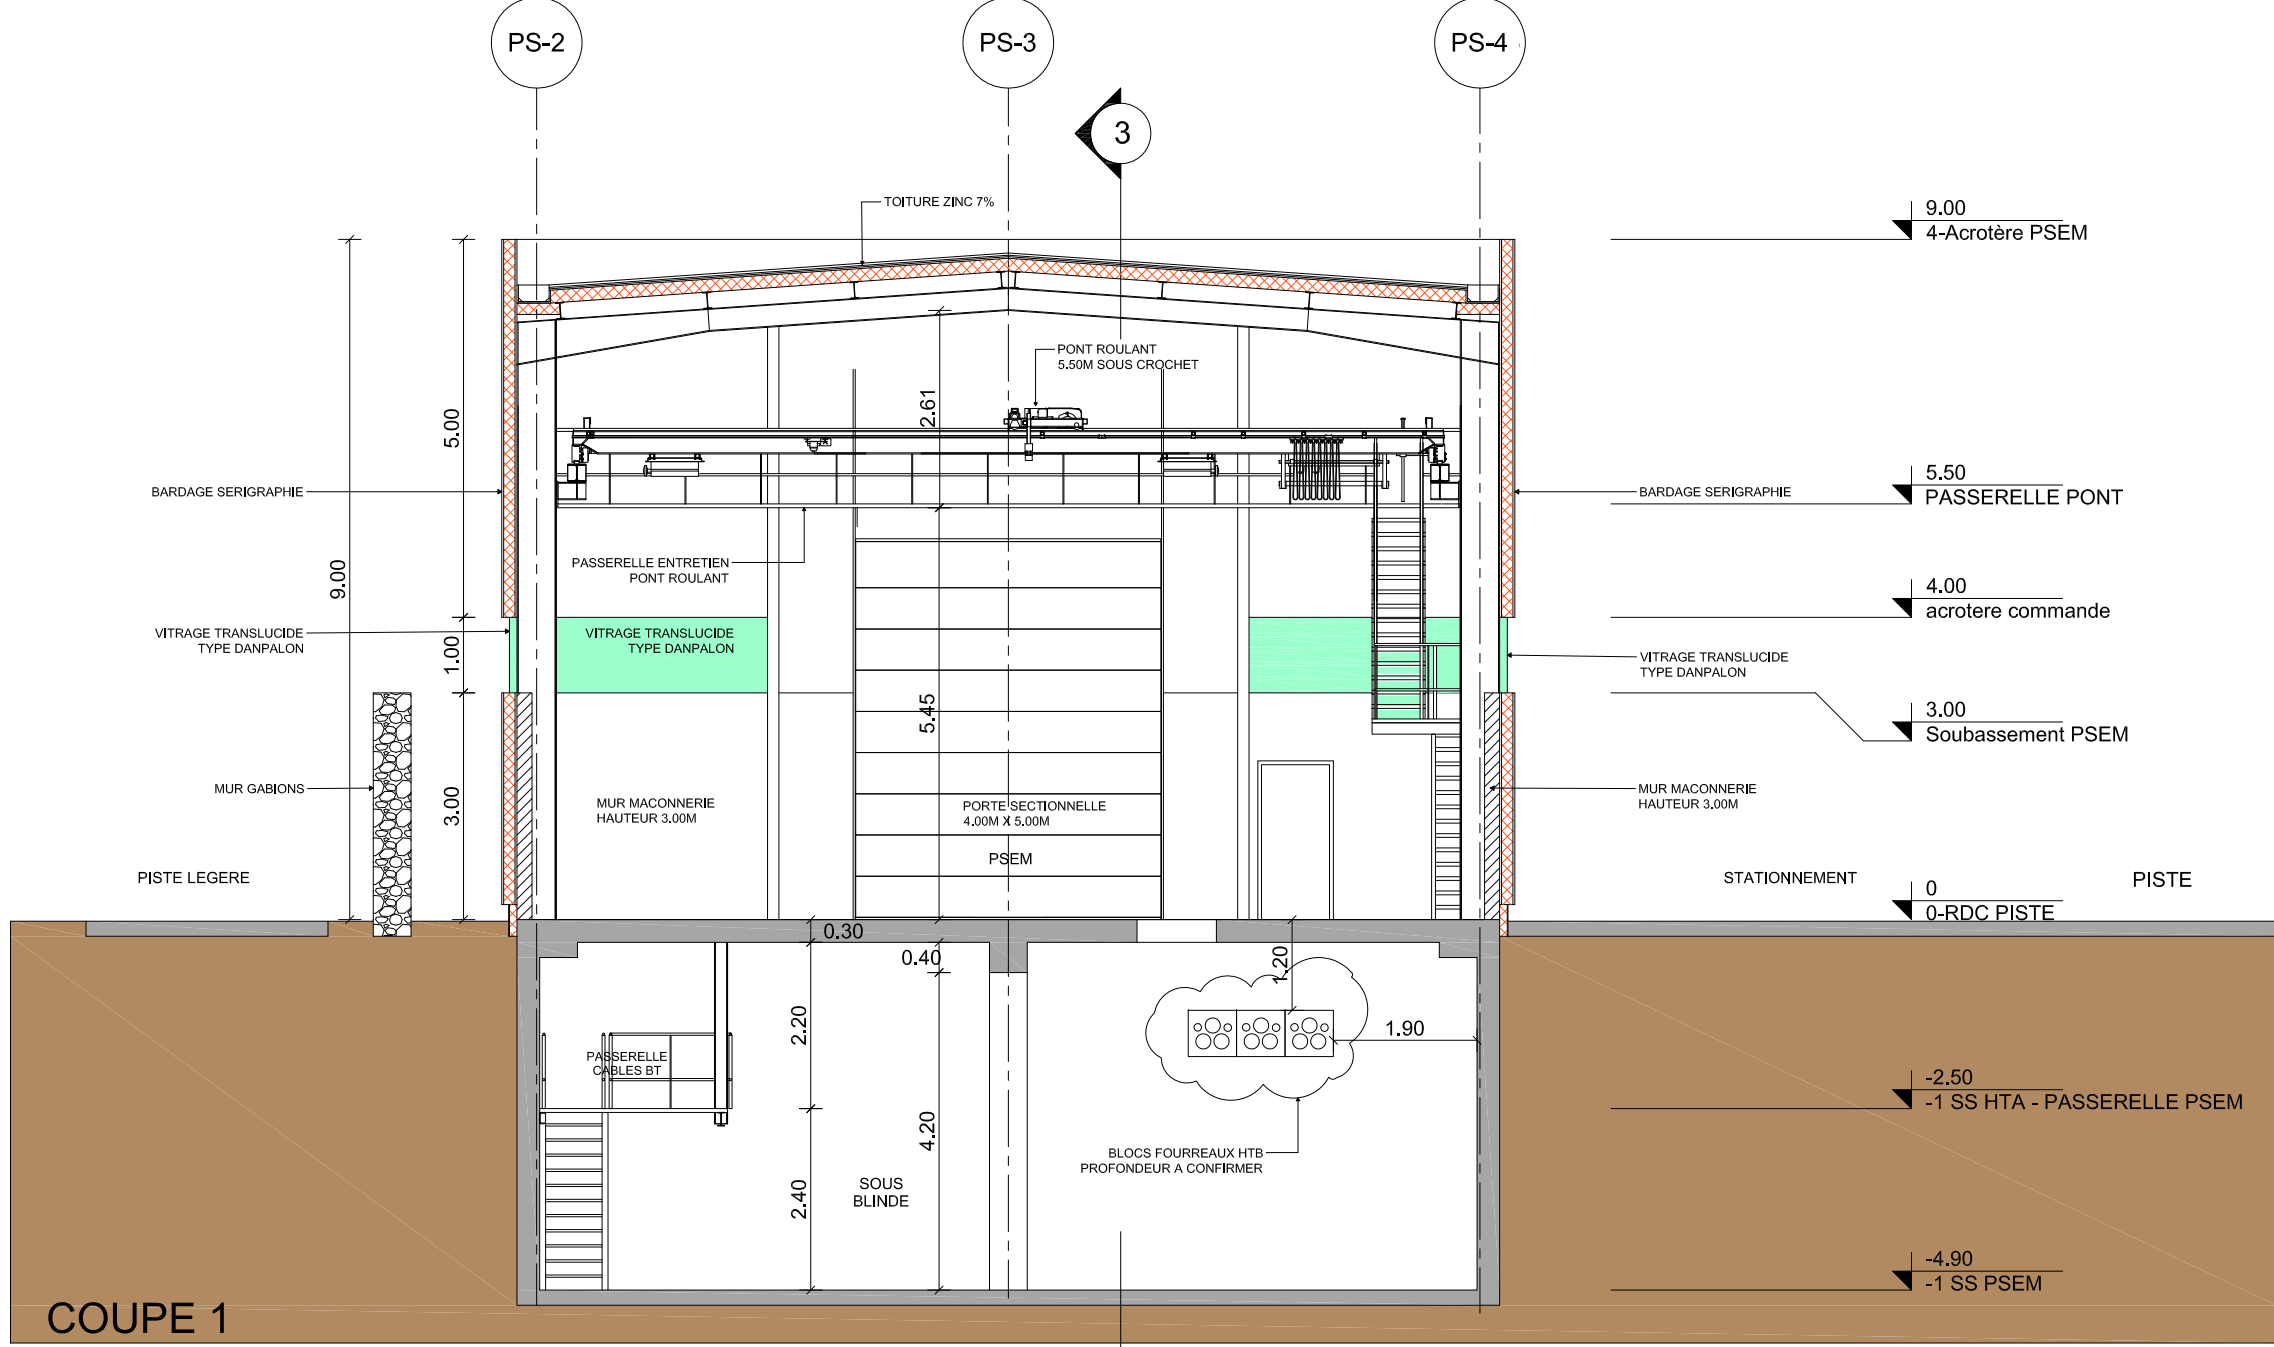 PS-2
PS-3
PS-4
3
TOITURE ZINC 7%
9.00
4-Acrotère PSEM
PONT ROULANT
5.50M SOUS CROCHET
2.61
5.00
BARDAGE SERIGRAPHIE
BARDAGE SERIGRAPHIE
5.50
PASSERELLE PONT
PASSERELLE ENTRETIEN
PONT ROULANT
9.00
4.00
acrotere commande
VITRAGE TRANSLUCIDE
TYPE DANPALON
1.00
VITRAGE TRANSLUCIDE
TYPE DANPALON
VITRAGE TRANSLUCIDE
TYPE DANPALON
5.45
3.00
Soubassement PSEM
MUR GABIONS
3.00
MUR MACONNERIE
HAUTEUR 3.00M
PORTE SECTIONNELLE
4.00M X 5.00M
PSEM
MUR MACONNERIE
HAUTEUR 3.00M
PISTE LEGERE
STATIONNEMENT
PISTE
0
0-RDC PISTE
0.30
0.40
1.20
2.20
1.90
PASSERELLE
CABLES BT
-2.50
-1 SS HTA - PASSERELLE PSEM
4.20
BLOCS FOURREAUX HTB
PROFONDEUR A CONFIRMER
2.40
SOUS
BLINDE
-4.90
-1 SS PSEM
COUPE 1